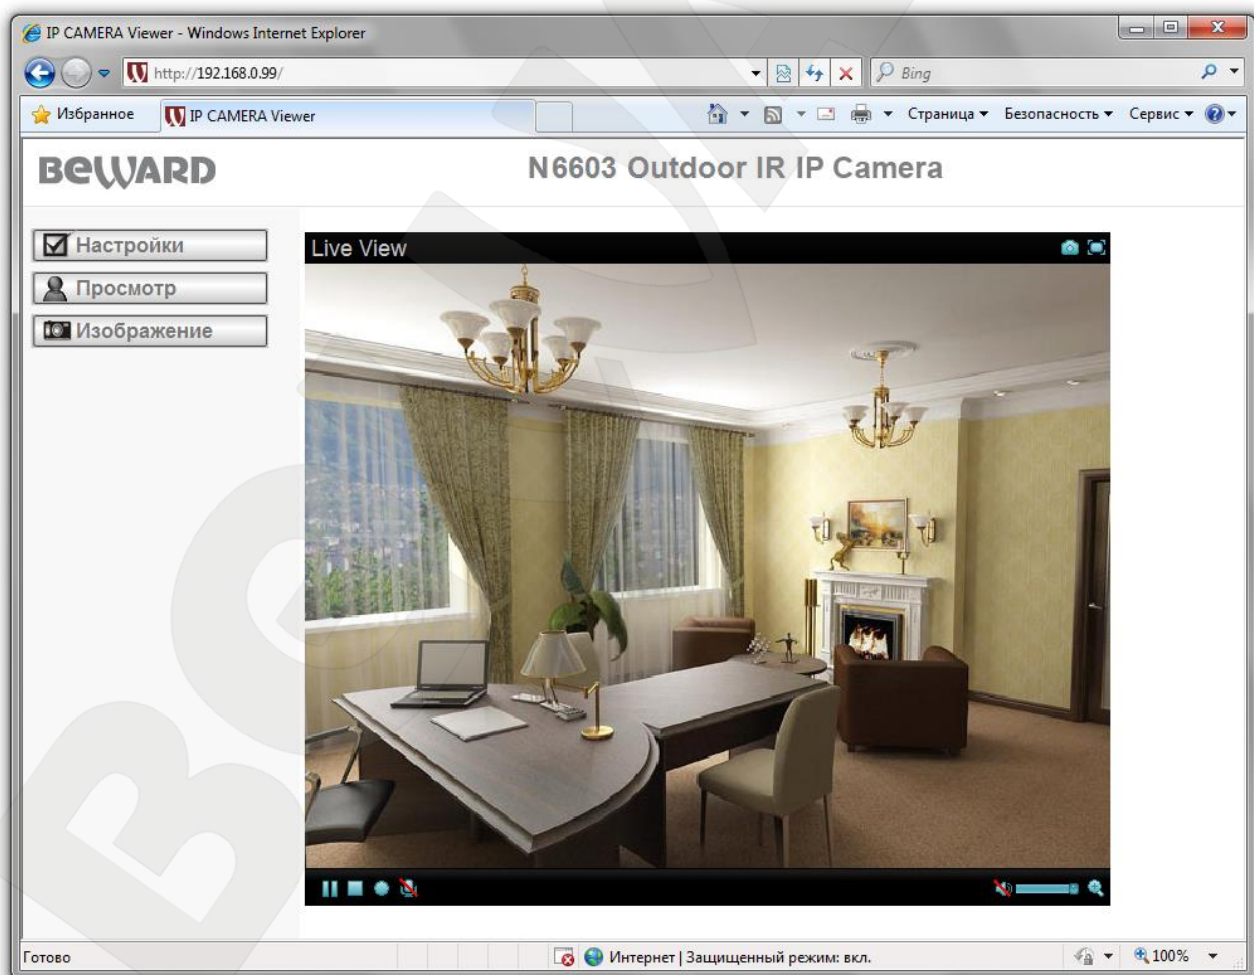 IP CAMERA Viewer - Windows Internet Explorer
http://192.168.0.99/
Bing
Избранное
IP CAMERA Viewer
Страница
Безопасность
Сервис
BEWARD
N6603 Outdoor IR IP Camera
Настройки
Live View
Просмотр
Изображение
Готово
Интернет | Защищенный режим: вкл.
100%